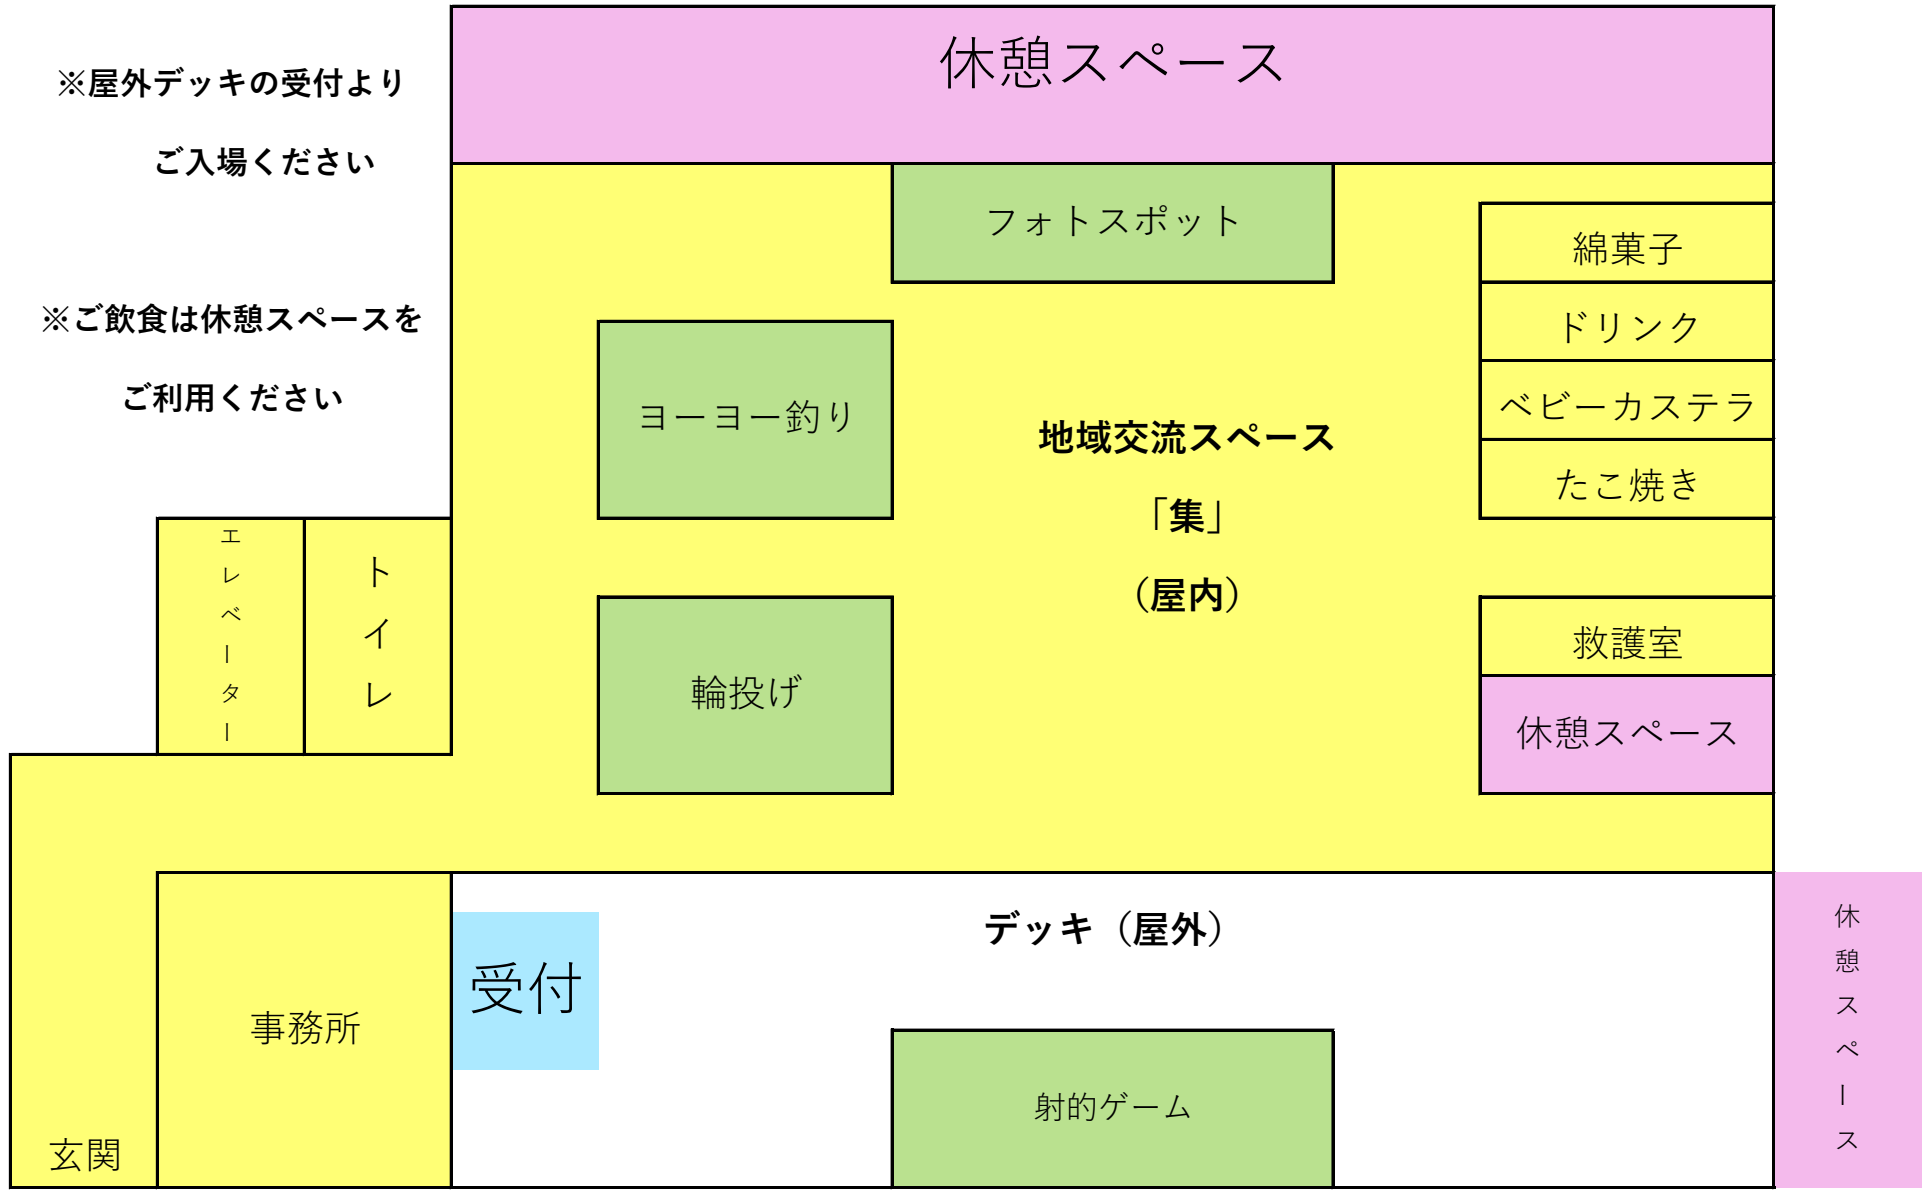 休憩スペース
※屋外デッキの受付より
ご入場ください
フォトスポット
綿菓子
※ご飲食は休憩スペースを
ご利用ください
ドリンク
ヨーヨー釣り
ベビーカステラ
地域交流スペース
「集」
（屋内）
たこ焼き
エレベーター
トイレ
輪投げ
救護室
休憩スペース
デッキ（屋外）
受付
事務所
射的ゲーム
休憩スペース
玄関